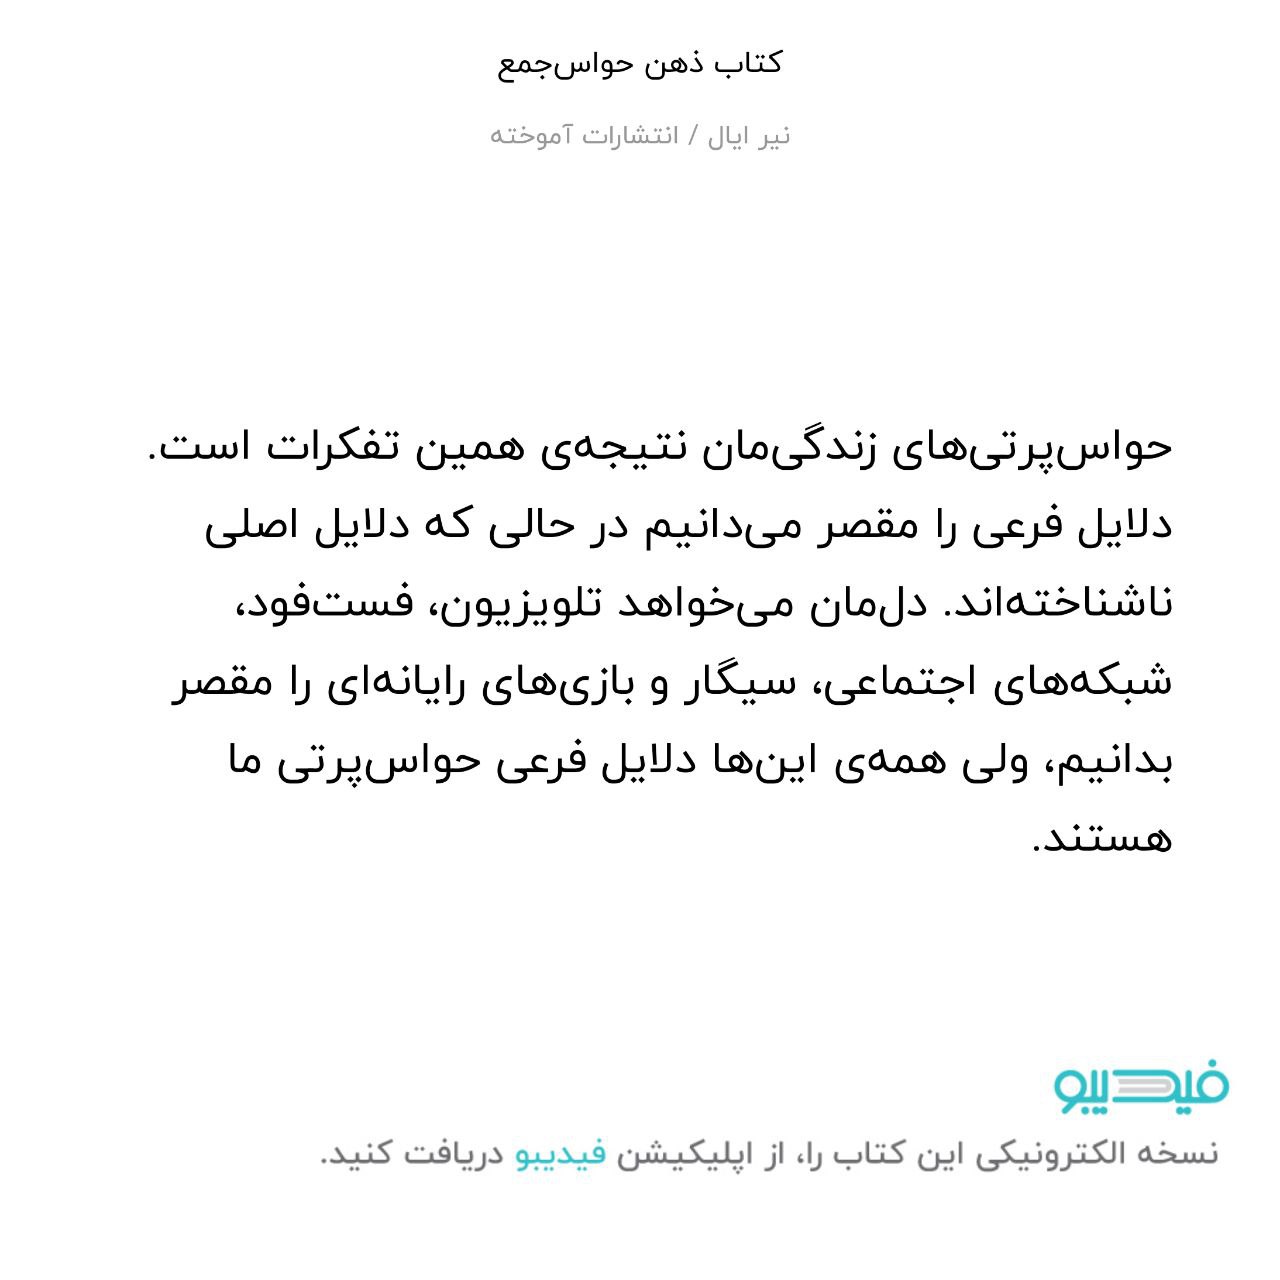 کتاب ذهن حواس‌جمع
نیر ایال / انتشارات آموخته
حواس‌پرتی‌های زندگی‌مان نتیجه‌ی همین تفکرات است.
دلایل فرعی را مقصر می‌دانیم در حالی که دلایل اصلی
ناشناخته‌اند. دل‌مان می‌خواهد تلویزیون، فست‌فود،
شبکه‌های اجتماعی، سیگار و بازی‌های رایانه‌ای را مقصر
بدانیم، ولی همه‌ی این‌ها دلایل فرعی حواس‌پرتی ما
هستند.
فیدیبو
نسخه الکترونیکی این کتاب را، از اپلیکیشن فیدیبو دریافت کنید.